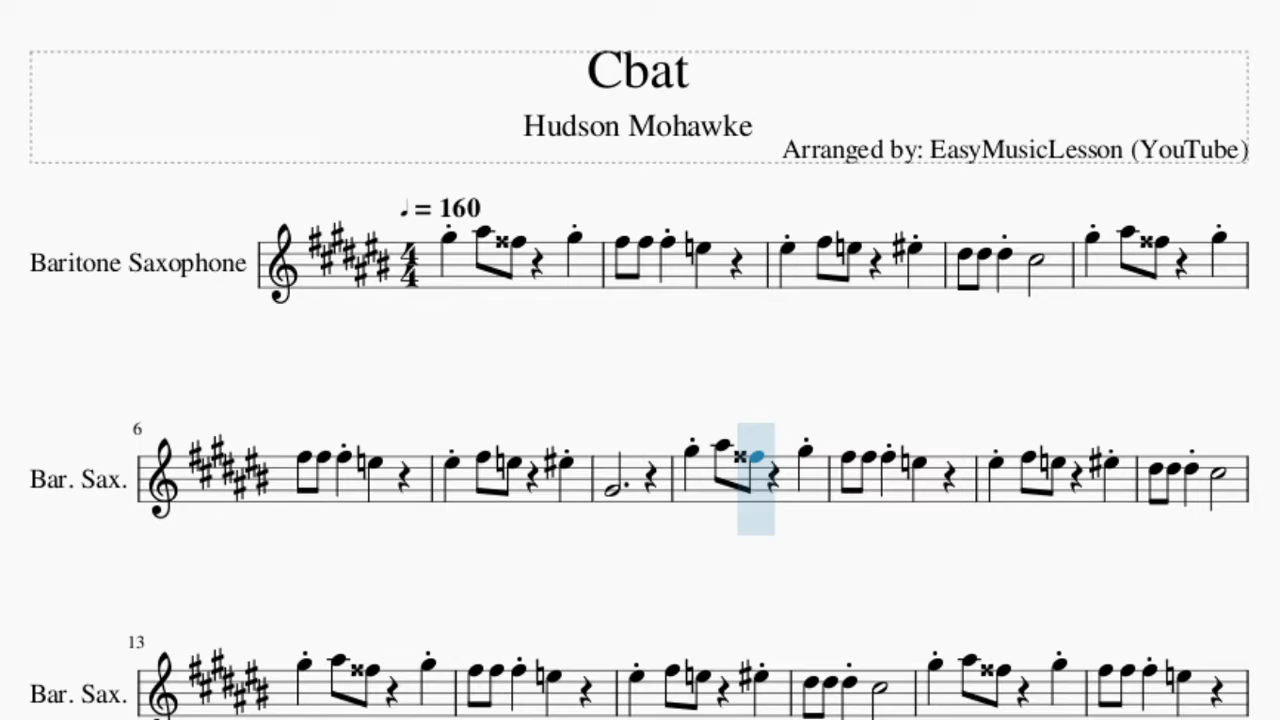 Cbat
Hudson Mohawke
Arranged by: EasyMusicLesson (YouTube)
♩ = 160
Baritone Saxophone
4
4
6
Bar. Sax.
13
Bar. Sax.